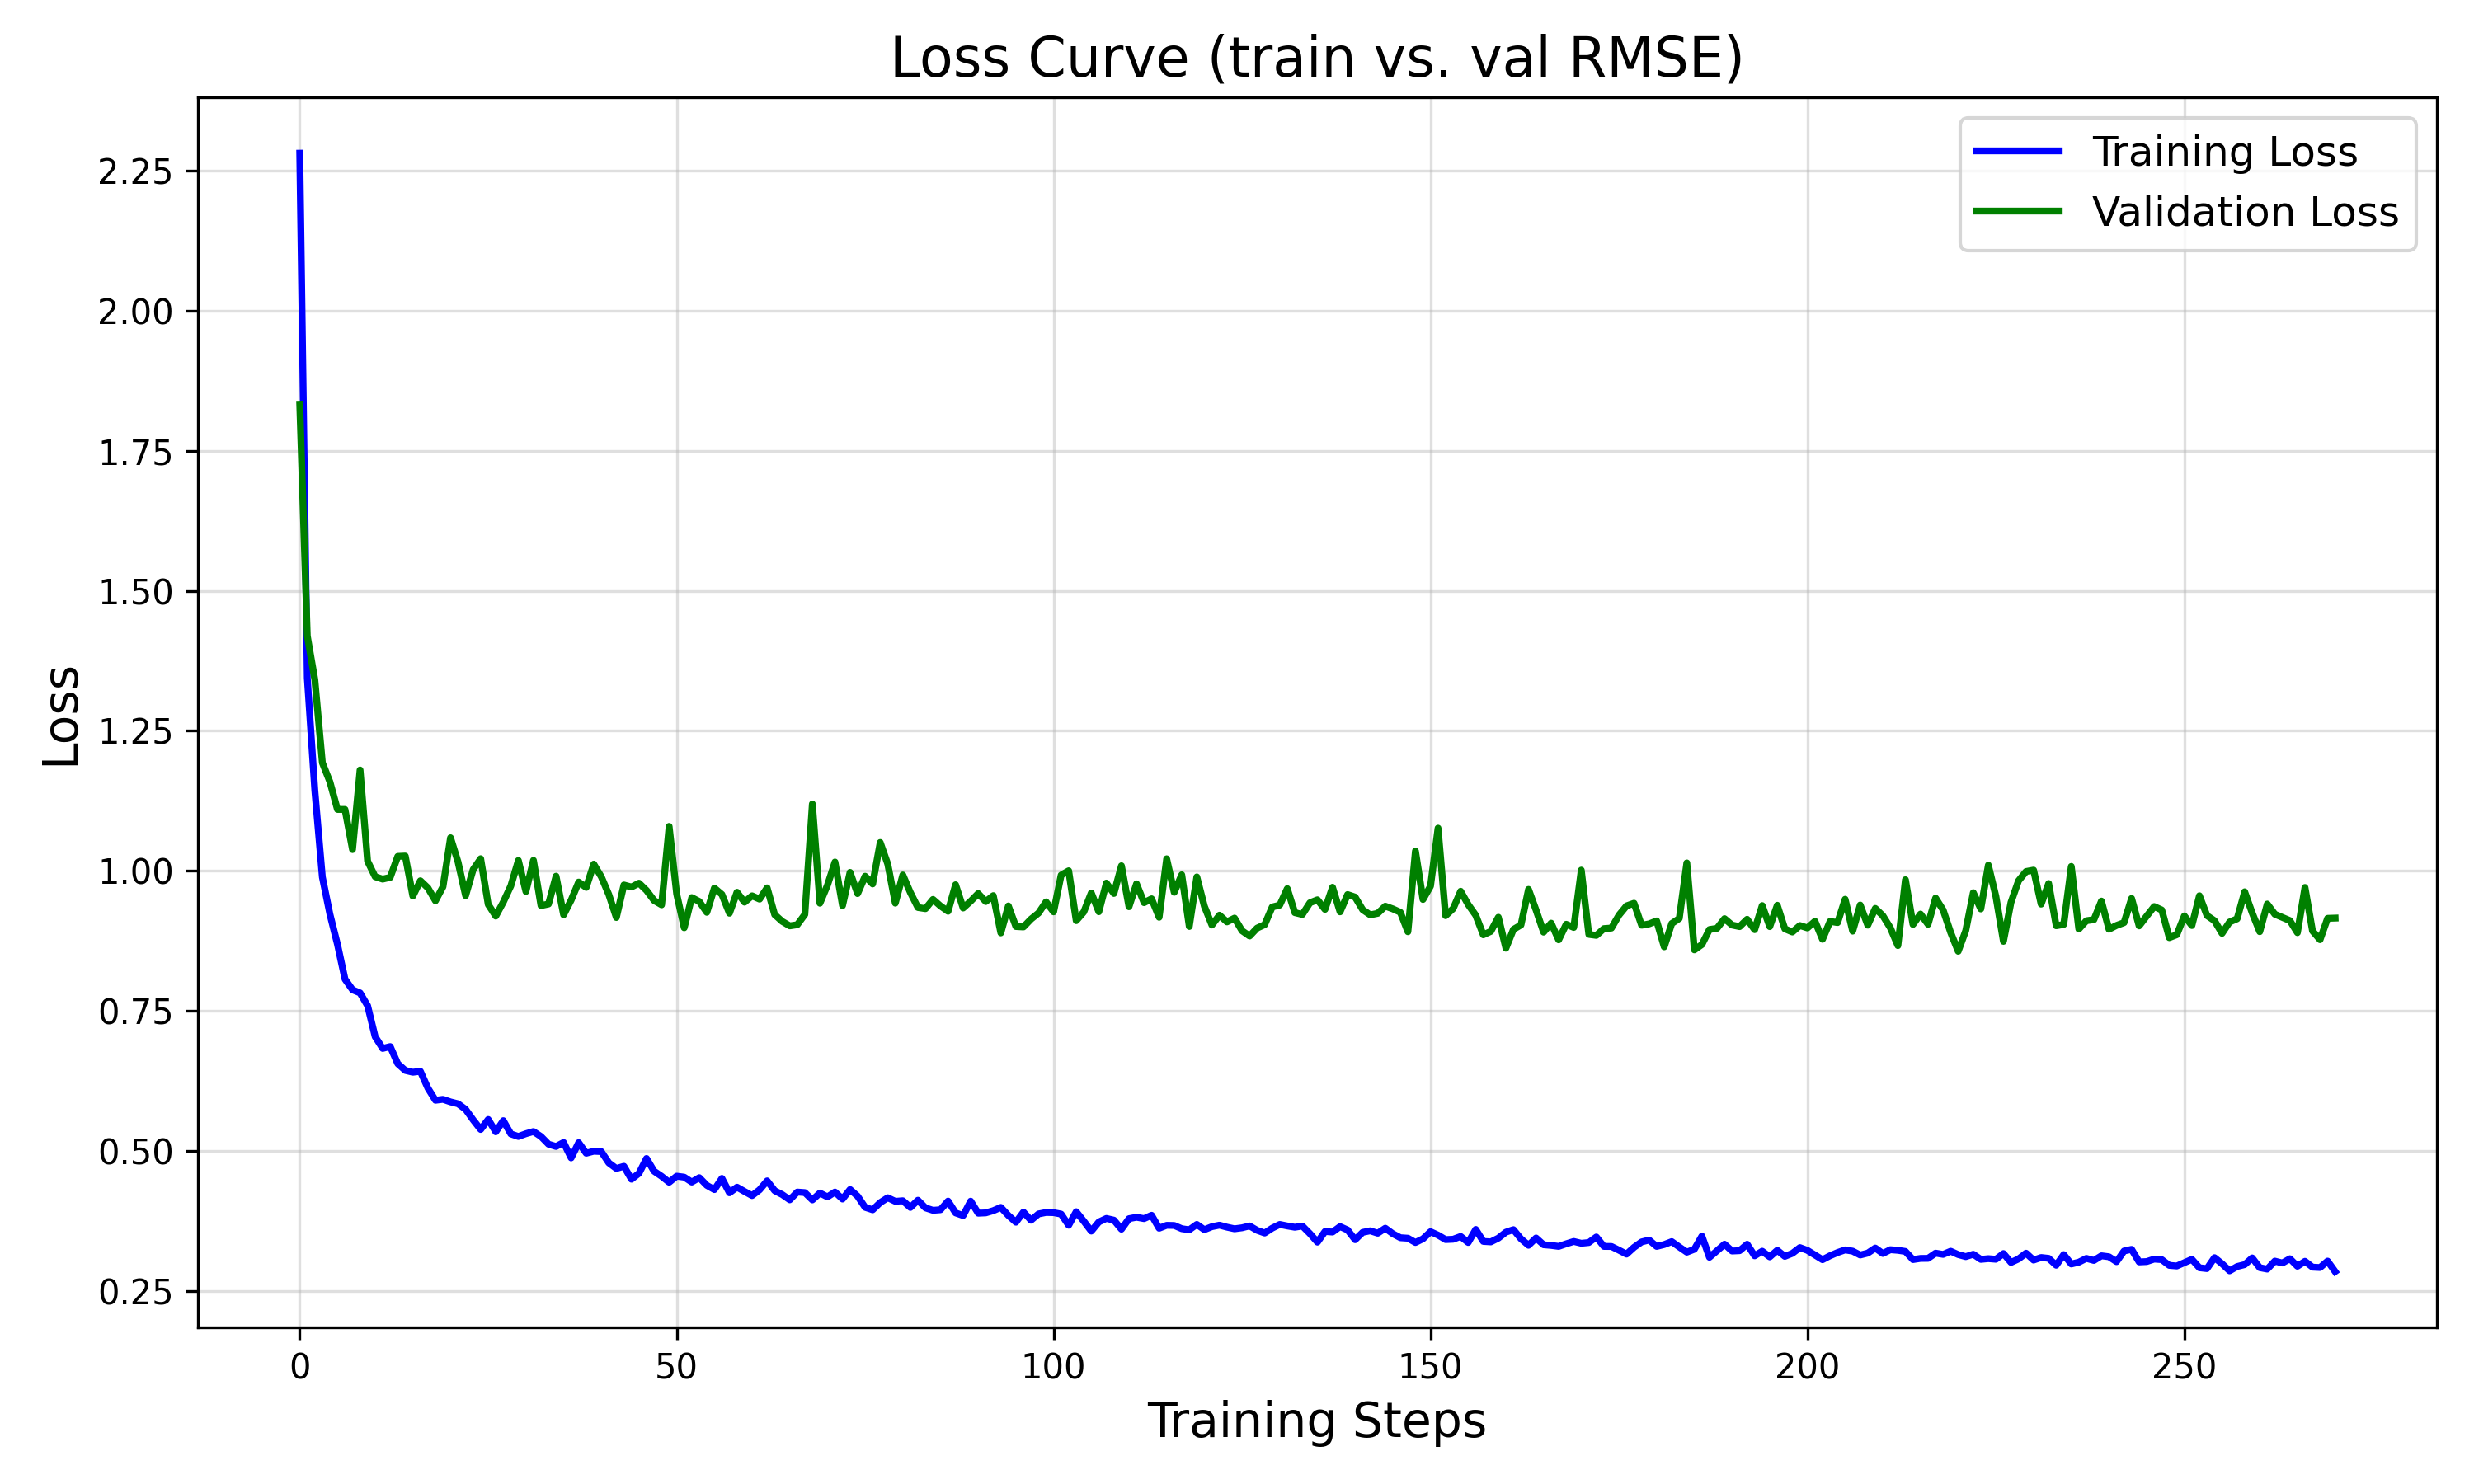 Loss Curve (train vs. val RMSE)
Training Loss
Validation Loss
2.25
2.00
1.75
1.50
1.25
1.00
0.75
0.50
0.25
Loss
0 50 100 150 200 250
Training Steps